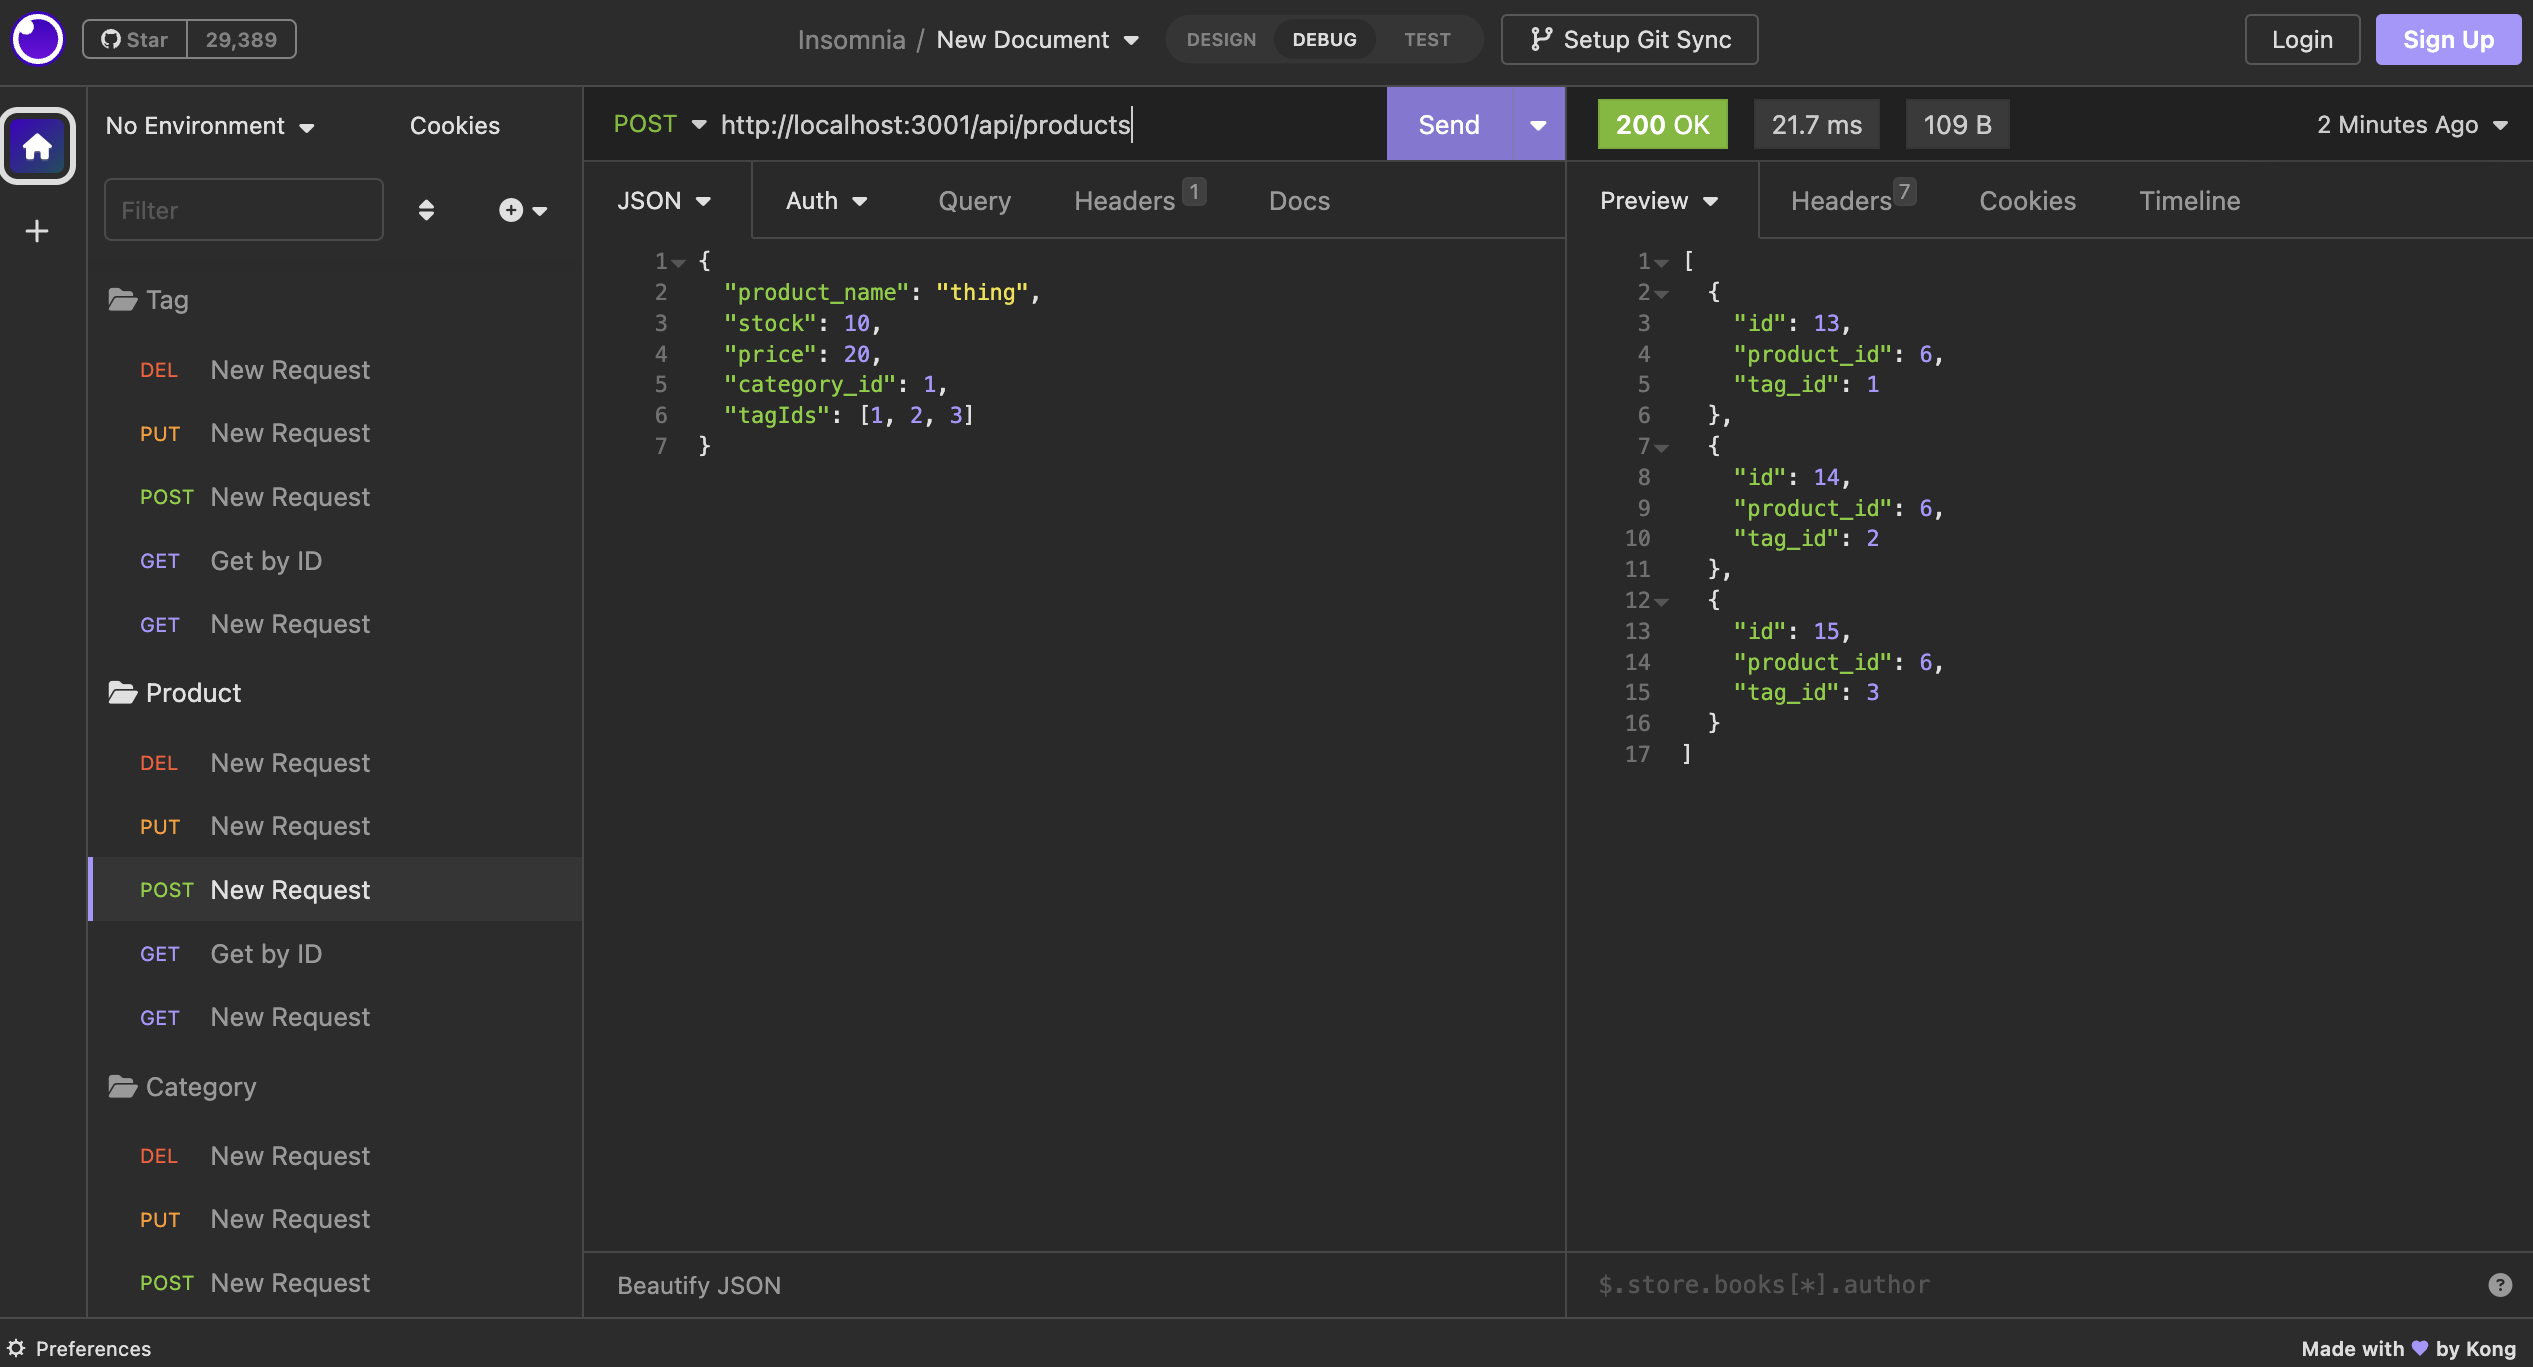 Star 29,389
Insomnia / New Document
DESIGN DEBUG TEST
Setup Git Sync
Login
Sign Up
No Environment
Cookies
Filter
Tag
DEL New Request
PUT New Request
POST New Request
GET Get by ID
GET New Request
Product
DEL New Request
PUT New Request
POST New Request
GET Get by ID
GET New Request
Category
DEL New Request
PUT New Request
POST New Request
POST http://localhost:3001/api/products
Send
JSON Auth Query Headers 1 Docs
1 {
2 "product_name": "thing",
3 "stock": 10,
4 "price": 20,
5 "category_id": 1,
6 "tagIds": [1, 2, 3]
7 }
Beautify JSON
200 OK 21.7 ms 109 B 2 Minutes Ago
Preview Headers 7 Cookies Timeline
1 [
2 {
3 "id": 13,
4 "product_id": 6,
5 "tag_id": 1
6 },
7 {
8 "id": 14,
9 "product_id": 6,
10 "tag_id": 2
11 },
12 {
13 "id": 15,
14 "product_id": 6,
15 "tag_id": 3
16 }
17 ]
$.store.books[*].author
?
Preferences
Made with 💜 by Kong